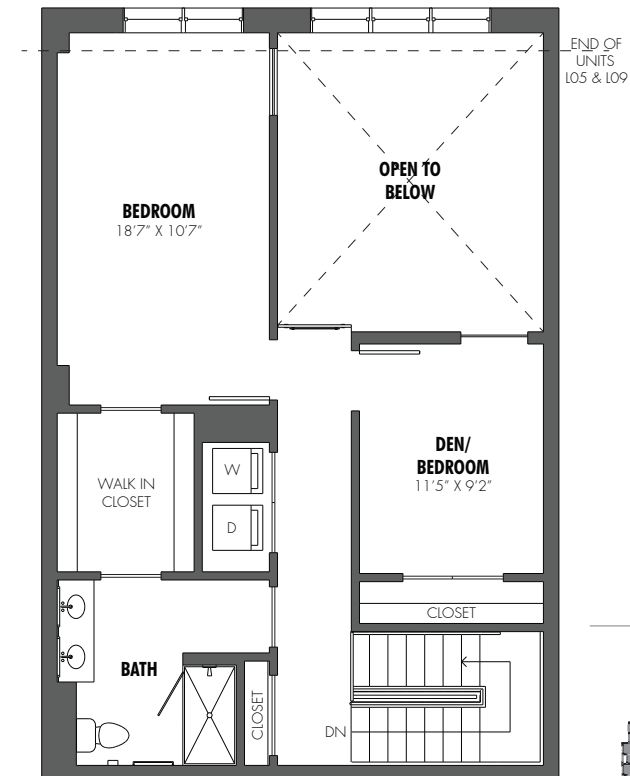 END OF
UNITS
L05 & L09
OPEN TO
BELOW
BEDROOM
18'7" X 10'7"
DEN/
BEDROOM
11'5" X 9'2"
W
WALK IN
CLOSET
D
CLOSET
BATH
CLOSET
DN